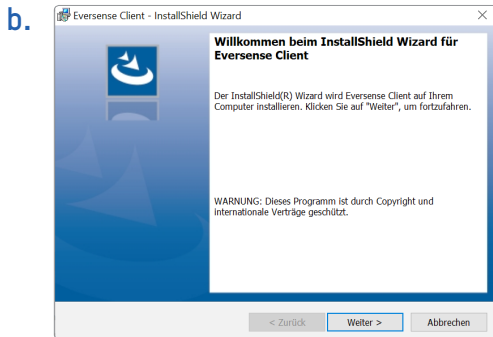 b.
Eversense Client - InstallShield Wizard
Willkommen beim InstallShield Wizard für
Eversense Client
Der InstallShield(R) Wizard wird Eversense Client auf Ihrem
Computer installieren. Klicken Sie auf "Weiter", um fortzufahren.
WARNUNG: Dieses Programm ist durch Copyright und
internationale Verträge geschützt.
< Zurück
Weiter >
Abbrechen